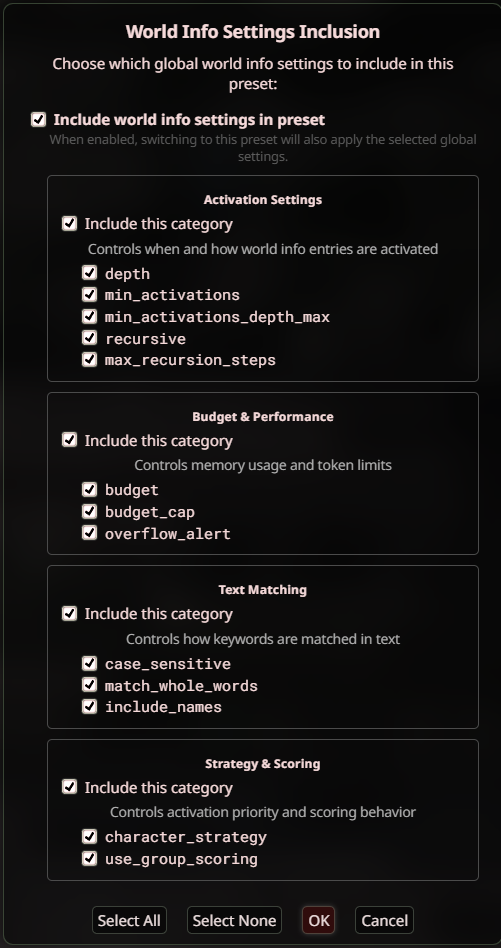 World Info Settings Inclusion
Choose which global world info settings to include in this
preset:
Include world info settings in preset
When enabled, switching to this preset will also apply the selected global
settings.
Activation Settings
Include this category
Controls when and how world info entries are activated
depth
min_activations
min_activations_depth_max
recursive
max_recursion_steps
Budget & Performance
Include this category
Controls memory usage and token limits
budget
budget_cap
overflow_alert
Text Matching
Include this category
Controls how keywords are matched in text
case_sensitive
match_whole_words
include_names
Strategy & Scoring
Include this category
Controls activation priority and scoring behavior
character_strategy
use_group_scoring
Select All Select None OK Cancel